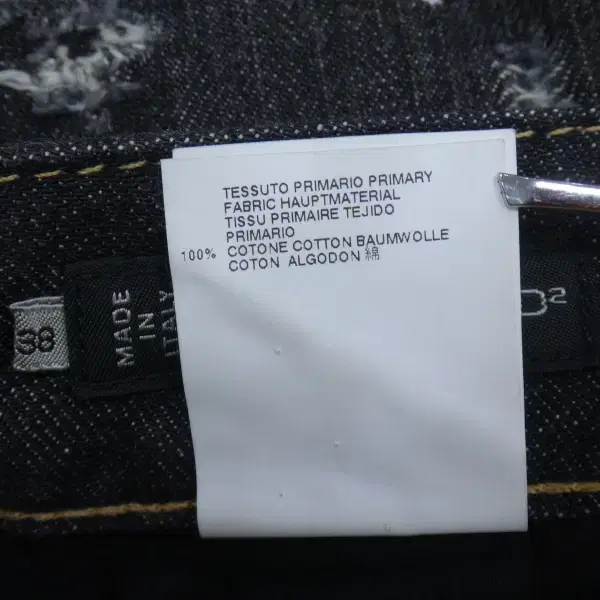 TESSUTO PRIMARIO PRIMARY
FABRIC HAUPTMATERIAL
TISSU PRIMAIRE TEJIDO
PRIMARIO
100% COTONE COTTON BAUMWOLLE
COTON ALGODON 綿
MADE
IN
ITALY
D²